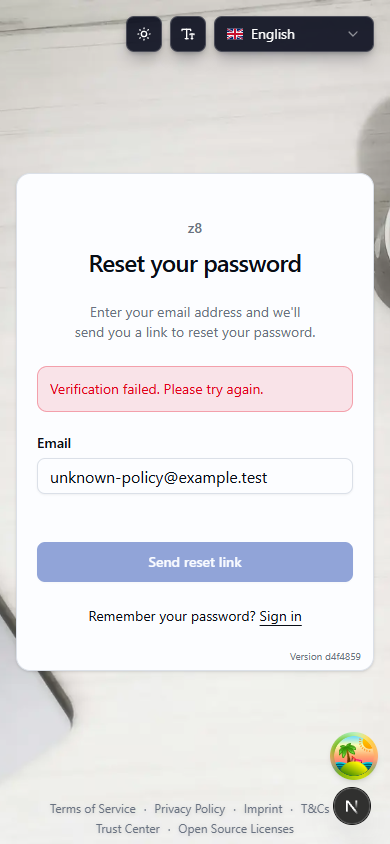 English
z8
Reset your password
Enter your email address and we'll
send you a link to reset your password.
Verification failed. Please try again.
Email
unknown-policy@example.test
Send reset link
Remember your password? Sign in
Version d4f4859
Terms of Service · Privacy Policy · Imprint · T&Cs
N
Trust Center · Open Source Licenses